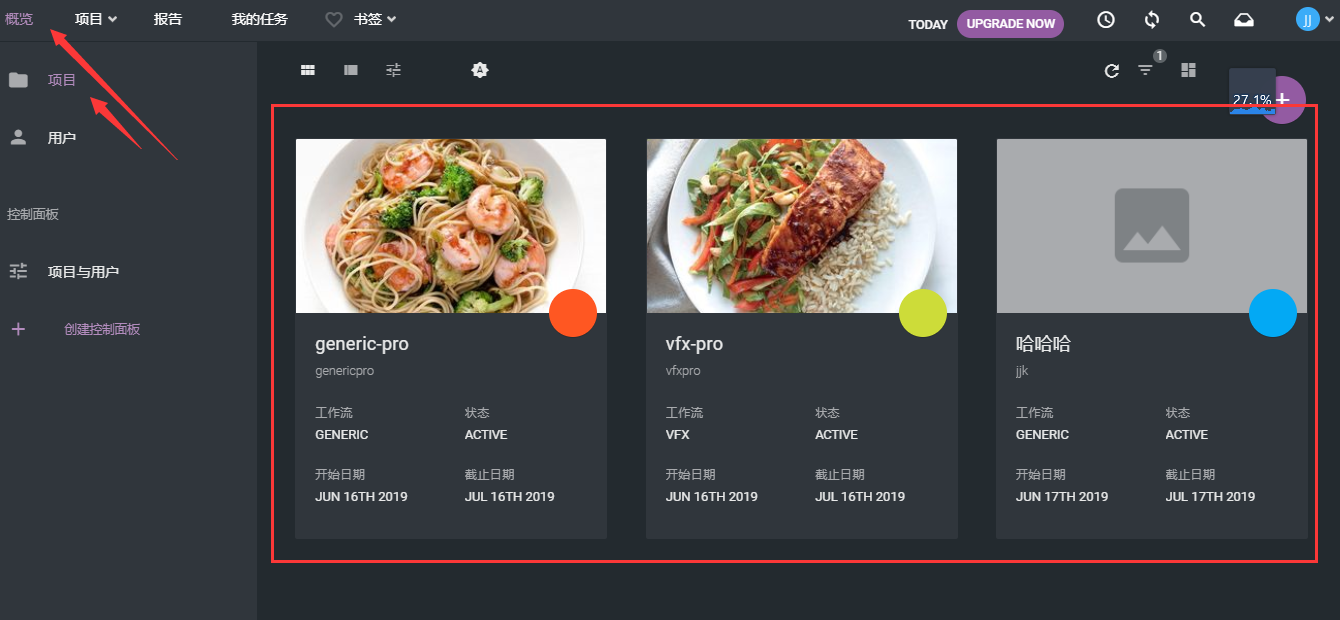 概览 项目 报告 我的任务 书签 TODAY UPGRADE NOW JJ
项目
A
1
27.1%
用户
控制面板
项目与用户
创建控制面板
generic-pro
genericpro
工作流 状态
GENERIC ACTIVE
开始日期 截止日期
JUN 16TH 2019 JUL 16TH 2019
vfx-pro
vfxpro
工作流 状态
VFX ACTIVE
开始日期 截止日期
JUN 16TH 2019 JUL 16TH 2019
哈哈哈
jjk
工作流 状态
GENERIC ACTIVE
开始日期 截止日期
JUN 17TH 2019 JUL 17TH 2019